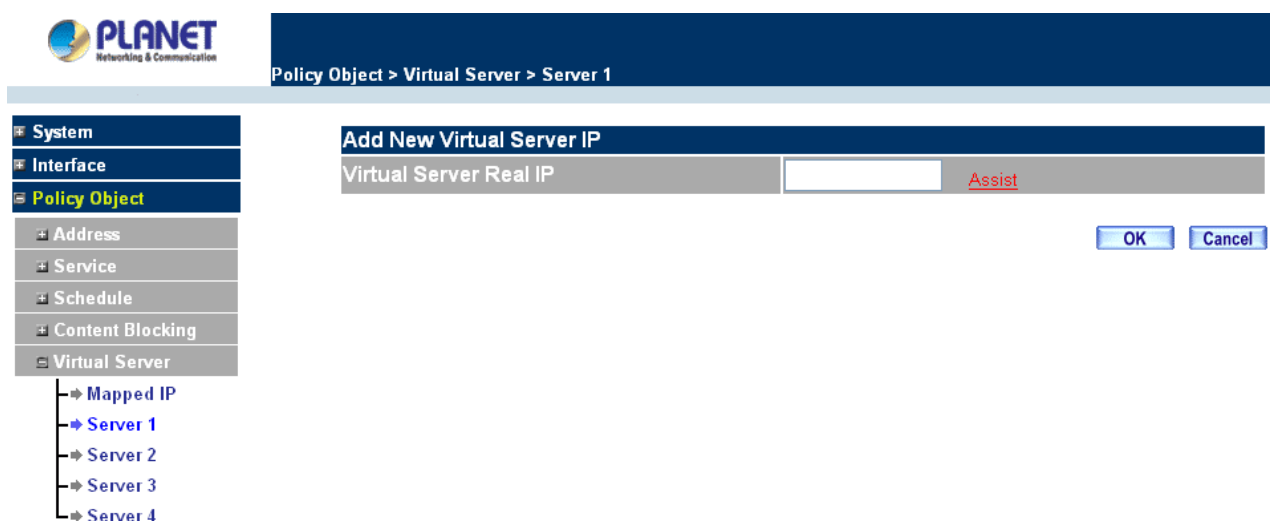 PLANET
Networking & Communication
Policy Object > Virtual Server > Server 1
System
Interface
Policy Object
Address
Service
Schedule
Content Blocking
Virtual Server
Mapped IP
Server 1
Server 2
Server 3
Server 4
Add New Virtual Server IP
Virtual Server Real IP Assist
OK Cancel